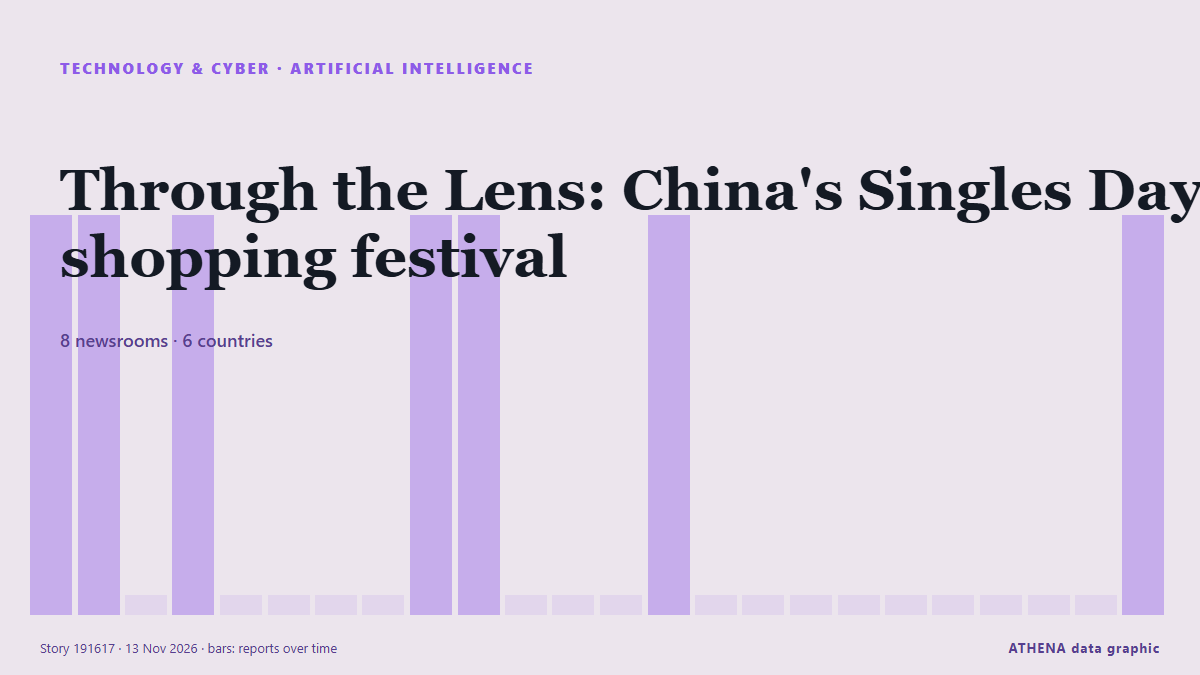 TECHNOLOGY & CYBER · ARTIFICIAL INTELLIGENCE
Through the Lens: China's Singles Day
shopping festival
8 newsrooms · 6 countries
Story 191617 · 13 Nov 2026 · bars: reports over time
ATHENA data graphic